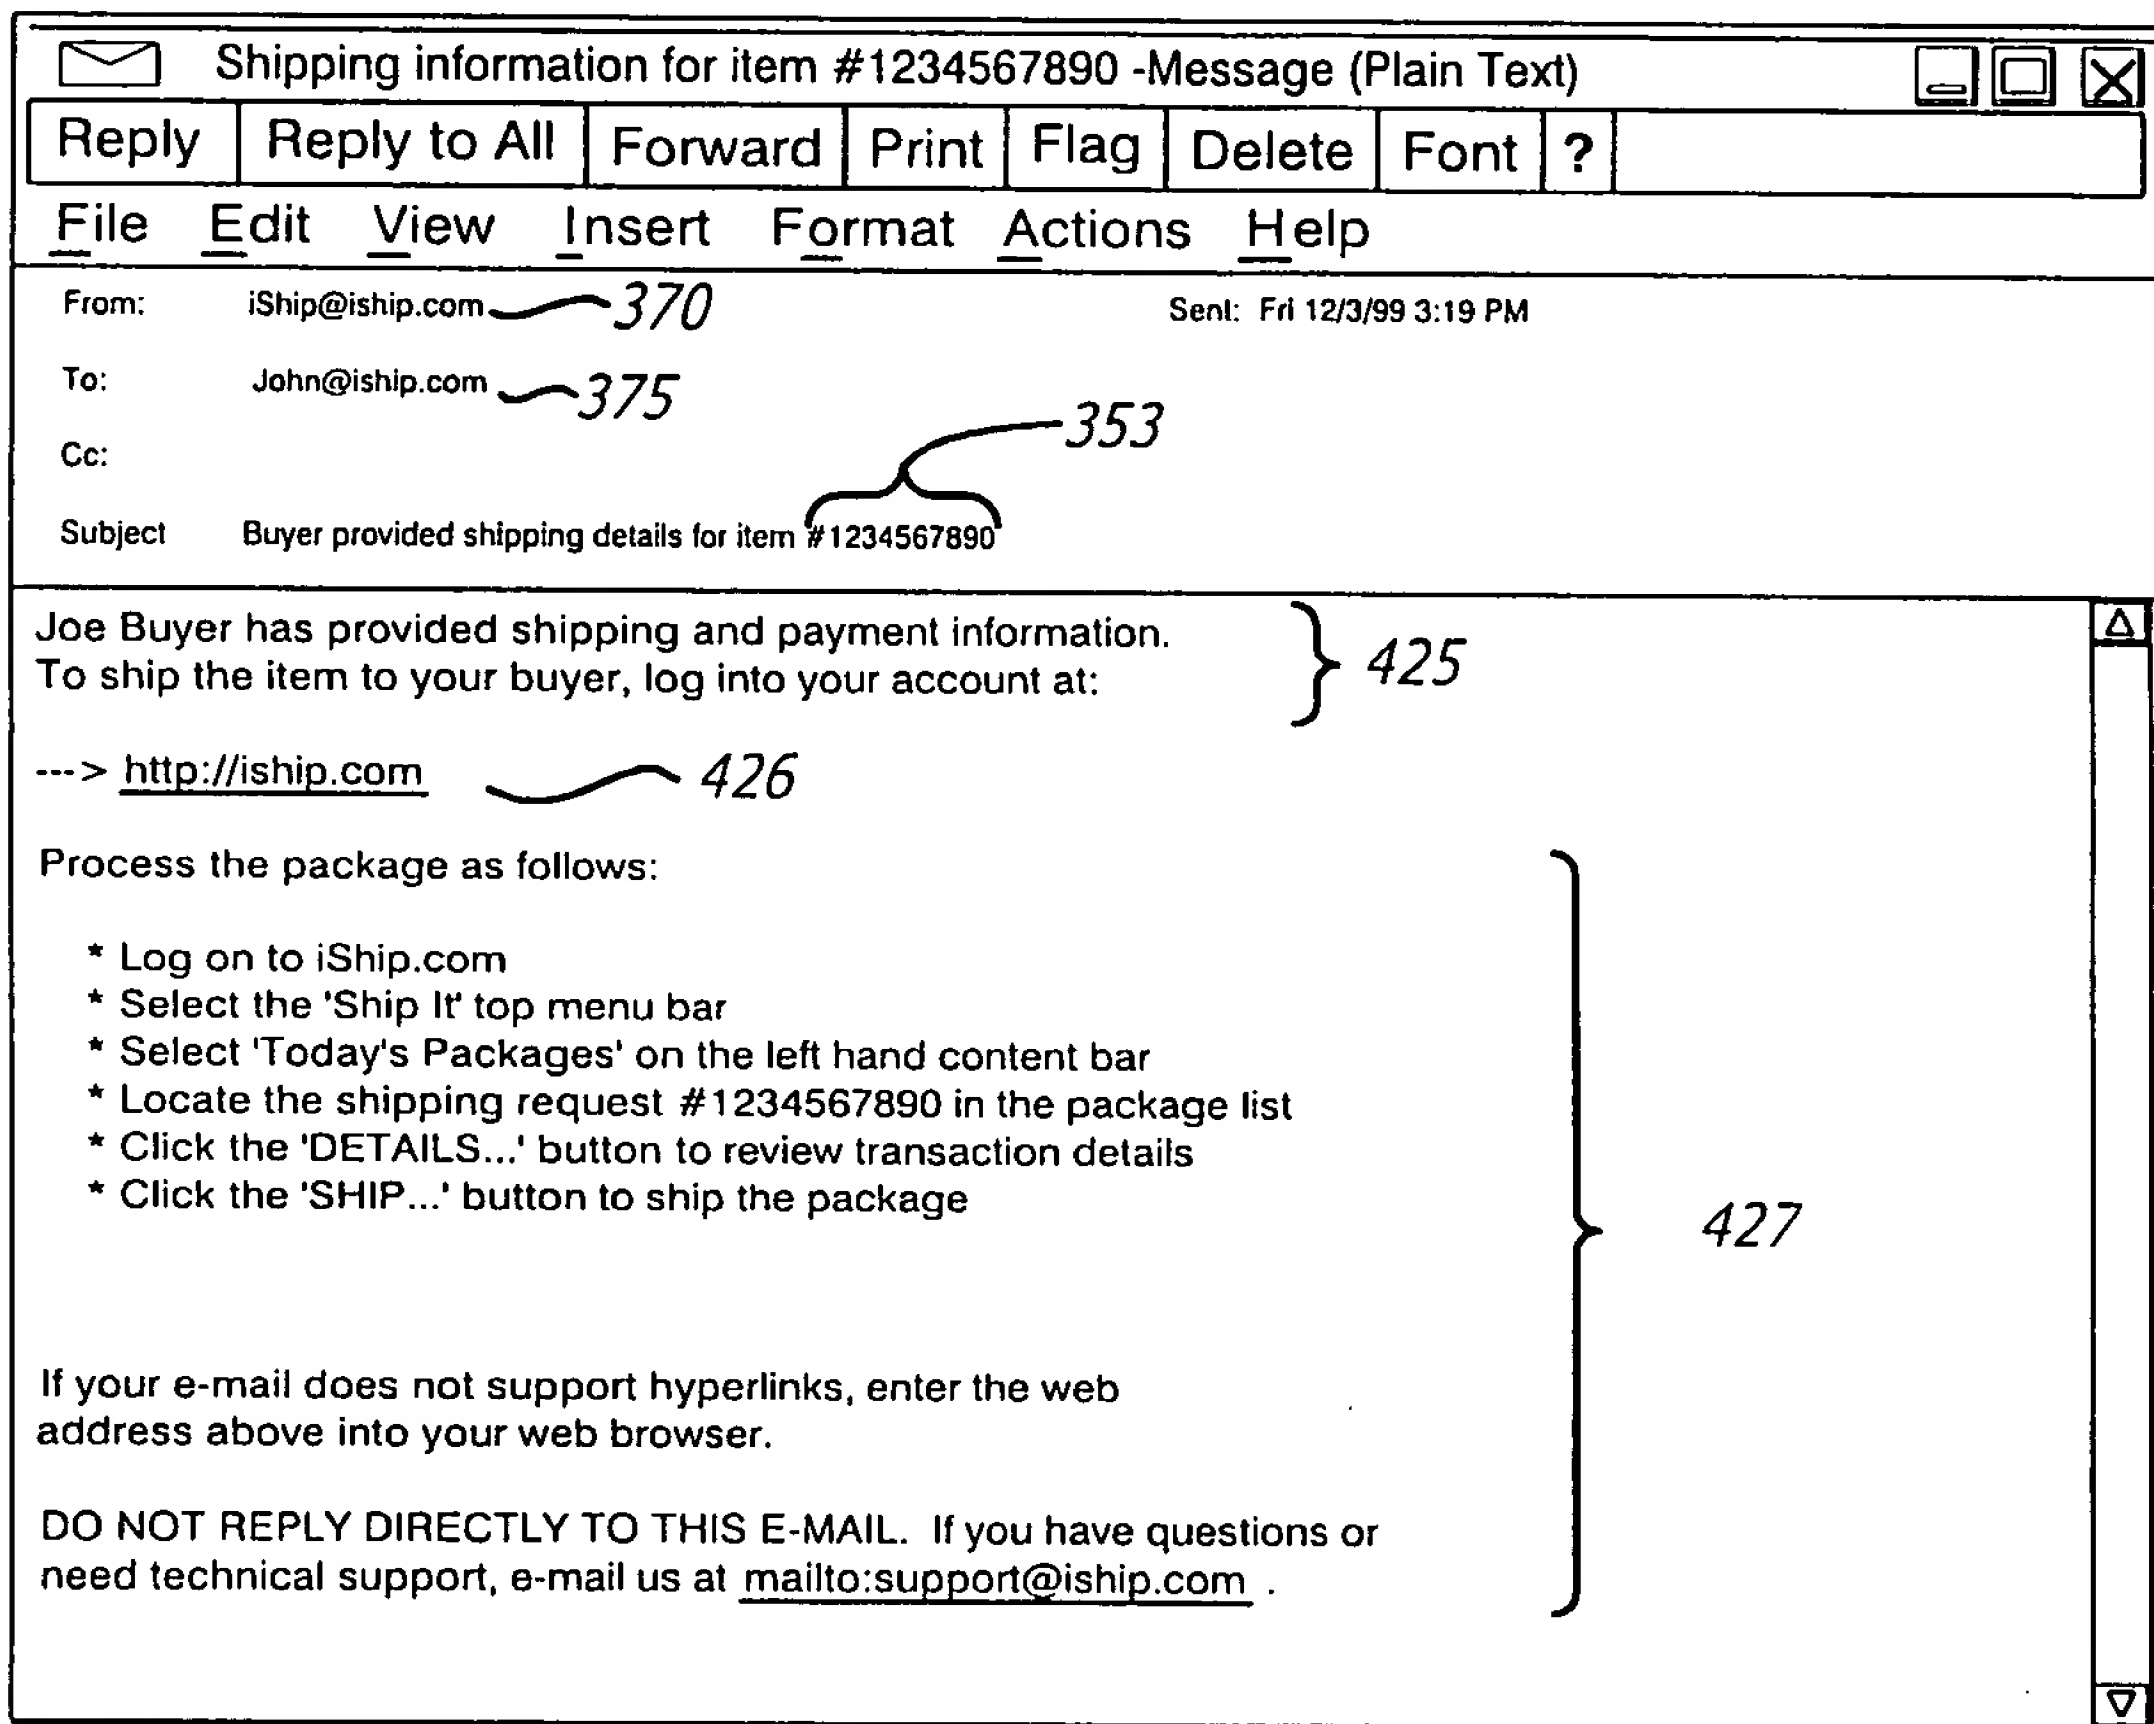 Shipping information for item #1234567890 -Message (Plain Text)
Reply Reply to All Forward Print Flag Delete Font ?
File Edit View Insert Format Actions Help
From: iShip@iship.com 370 Sent: Fri 12/3/99 3:19 PM
To: John@iship.com 375
353
Cc:
Subject Buyer provided shipping details for item #1234567890
Joe Buyer has provided shipping and payment information.
To ship the item to your buyer, log into your account at:
425
---> http://iship.com 426
Process the package as follows:
* Log on to iShip.com
* Select the 'Ship It' top menu bar
* Select 'Today's Packages' on the left hand content bar
* Locate the shipping request #1234567890 in the package list
* Click the 'DETAILS...' button to review transaction details
* Click the 'SHIP...' button to ship the package
427
If your e-mail does not support hyperlinks, enter the web
address above into your web browser.
DO NOT REPLY DIRECTLY TO THIS E-MAIL. If you have questions or
need technical support, e-mail us at mailto:support@iship.com .